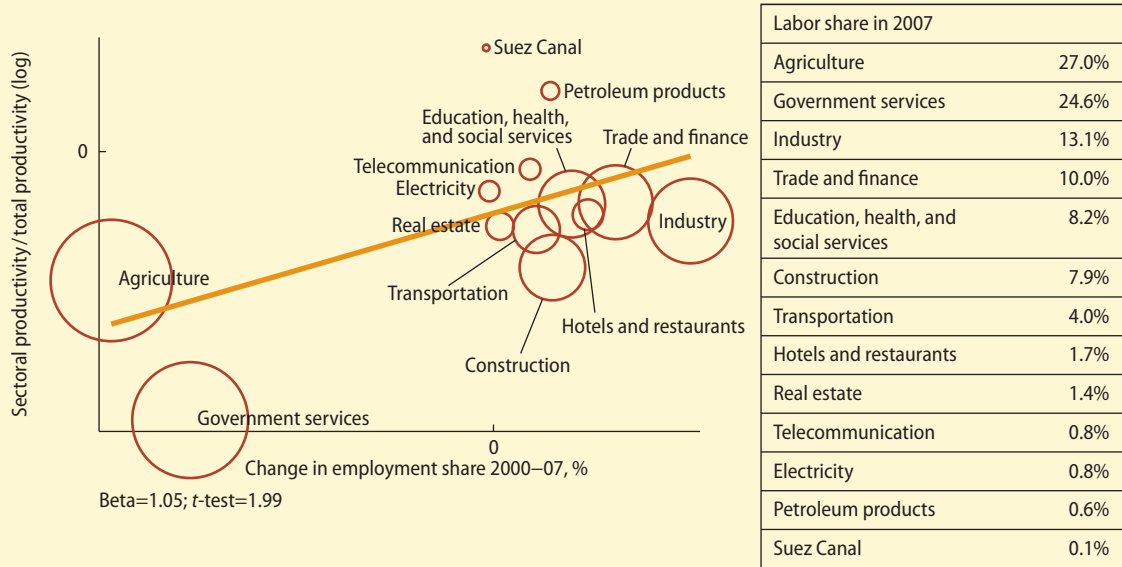 Sectoral productivity / total productivity (log)
0
Suez Canal
Petroleum products
Education, health,
and social services
Trade and finance
Telecommunication
Electricity
Real estate
Industry
Agriculture
Transportation
Hotels and restaurants
Construction
Government services
0
Change in employment share 2000–07, %
Beta=1.05; t-test=1.99
Labor share in 2007
Agriculture 27.0%
Government services 24.6%
Industry 13.1%
Trade and finance 10.0%
Education, health, and 8.2%
social services
Construction 7.9%
Transportation 4.0%
Hotels and restaurants 1.7%
Real estate 1.4%
Telecommunication 0.8%
Electricity 0.8%
Petroleum products 0.6%
Suez Canal 0.1%